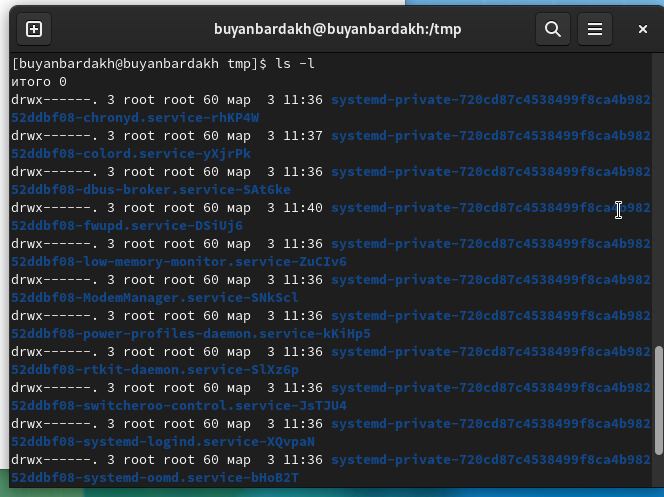 buyanbardakh@buyanbardakh:/tmp
[buyanbardakh@buyanbardakh tmp]$ ls -l
итого 0
drwx------. 3 root root 60 мар  3 11:36 systemd-private-720cd87c4538499f8ca4b982
52ddbf08-chronyd.service-rhKP4W
drwx------. 3 root root 60 мар  3 11:37 systemd-private-720cd87c4538499f8ca4b982
52ddbf08-colord.service-yXjrPk
drwx------. 3 root root 60 мар  3 11:36 systemd-private-720cd87c4538499f8ca4b982
52ddbf08-dbus-broker.service-SAt6ke
drwx------. 3 root root 60 мар  3 11:40 systemd-private-720cd87c4538499f8ca4b982
52ddbf08-fwupd.service-DSiUj6
drwx------. 3 root root 60 мар  3 11:36 systemd-private-720cd87c4538499f8ca4b982
52ddbf08-low-memory-monitor.service-ZuCIv6
drwx------. 3 root root 60 мар  3 11:36 systemd-private-720cd87c4538499f8ca4b982
52ddbf08-ModemManager.service-SNkScl
drwx------. 3 root root 60 мар  3 11:36 systemd-private-720cd87c4538499f8ca4b982
52ddbf08-power-profiles-daemon.service-kKiHp5
drwx------. 3 root root 60 мар  3 11:36 systemd-private-720cd87c4538499f8ca4b982
52ddbf08-rtkit-daemon.service-SlXz6p
drwx------. 3 root root 60 мар  3 11:36 systemd-private-720cd87c4538499f8ca4b982
52ddbf08-switcheroo-control.service-JsTJU4
drwx------. 3 root root 60 мар  3 11:36 systemd-private-720cd87c4538499f8ca4b982
52ddbf08-systemd-logind.service-XQvpaN
drwx------. 3 root root 60 мар  3 11:36 systemd-private-720cd87c4538499f8ca4b982
52ddbf08-systemd-oomd.service-bHoB2T